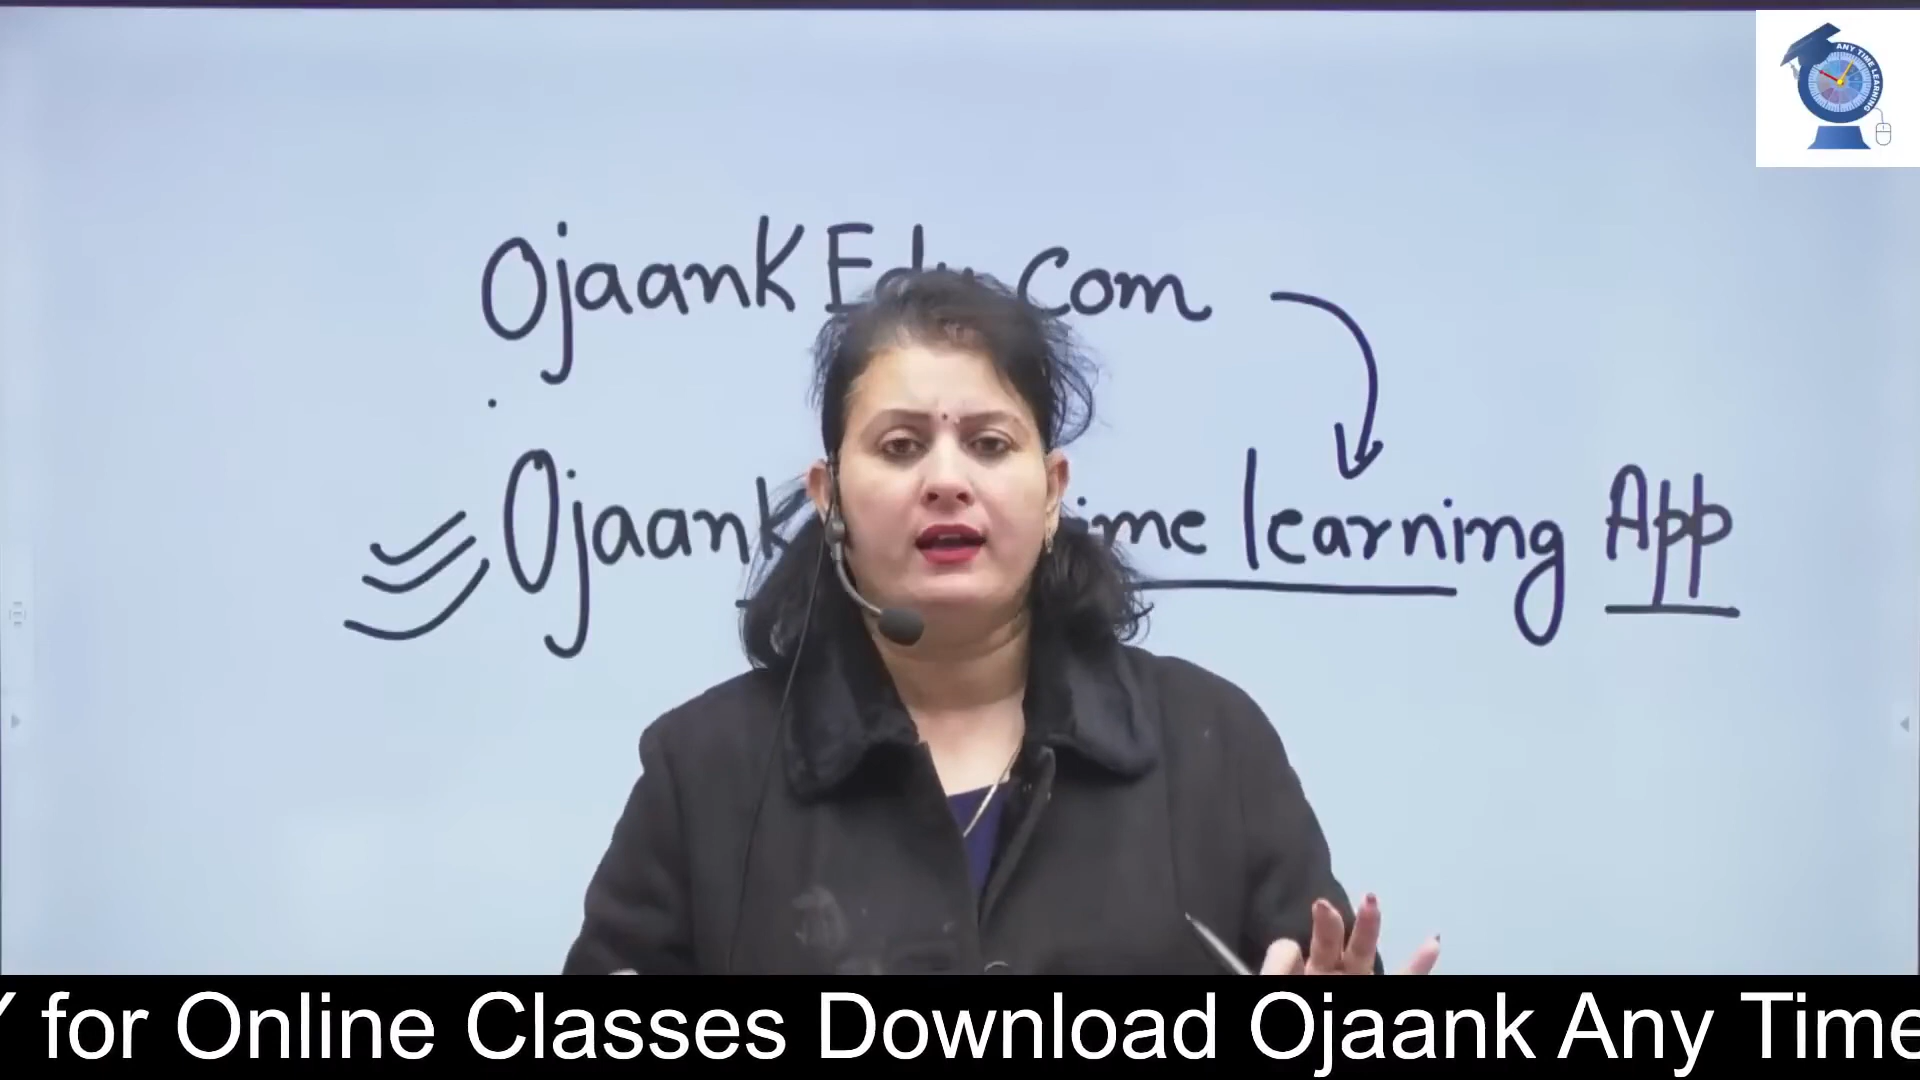 ANY TIME LEARNING
Ojaank Edu.Com
Ojaank ime learning App
for Online Classes Download Ojaank Any Time